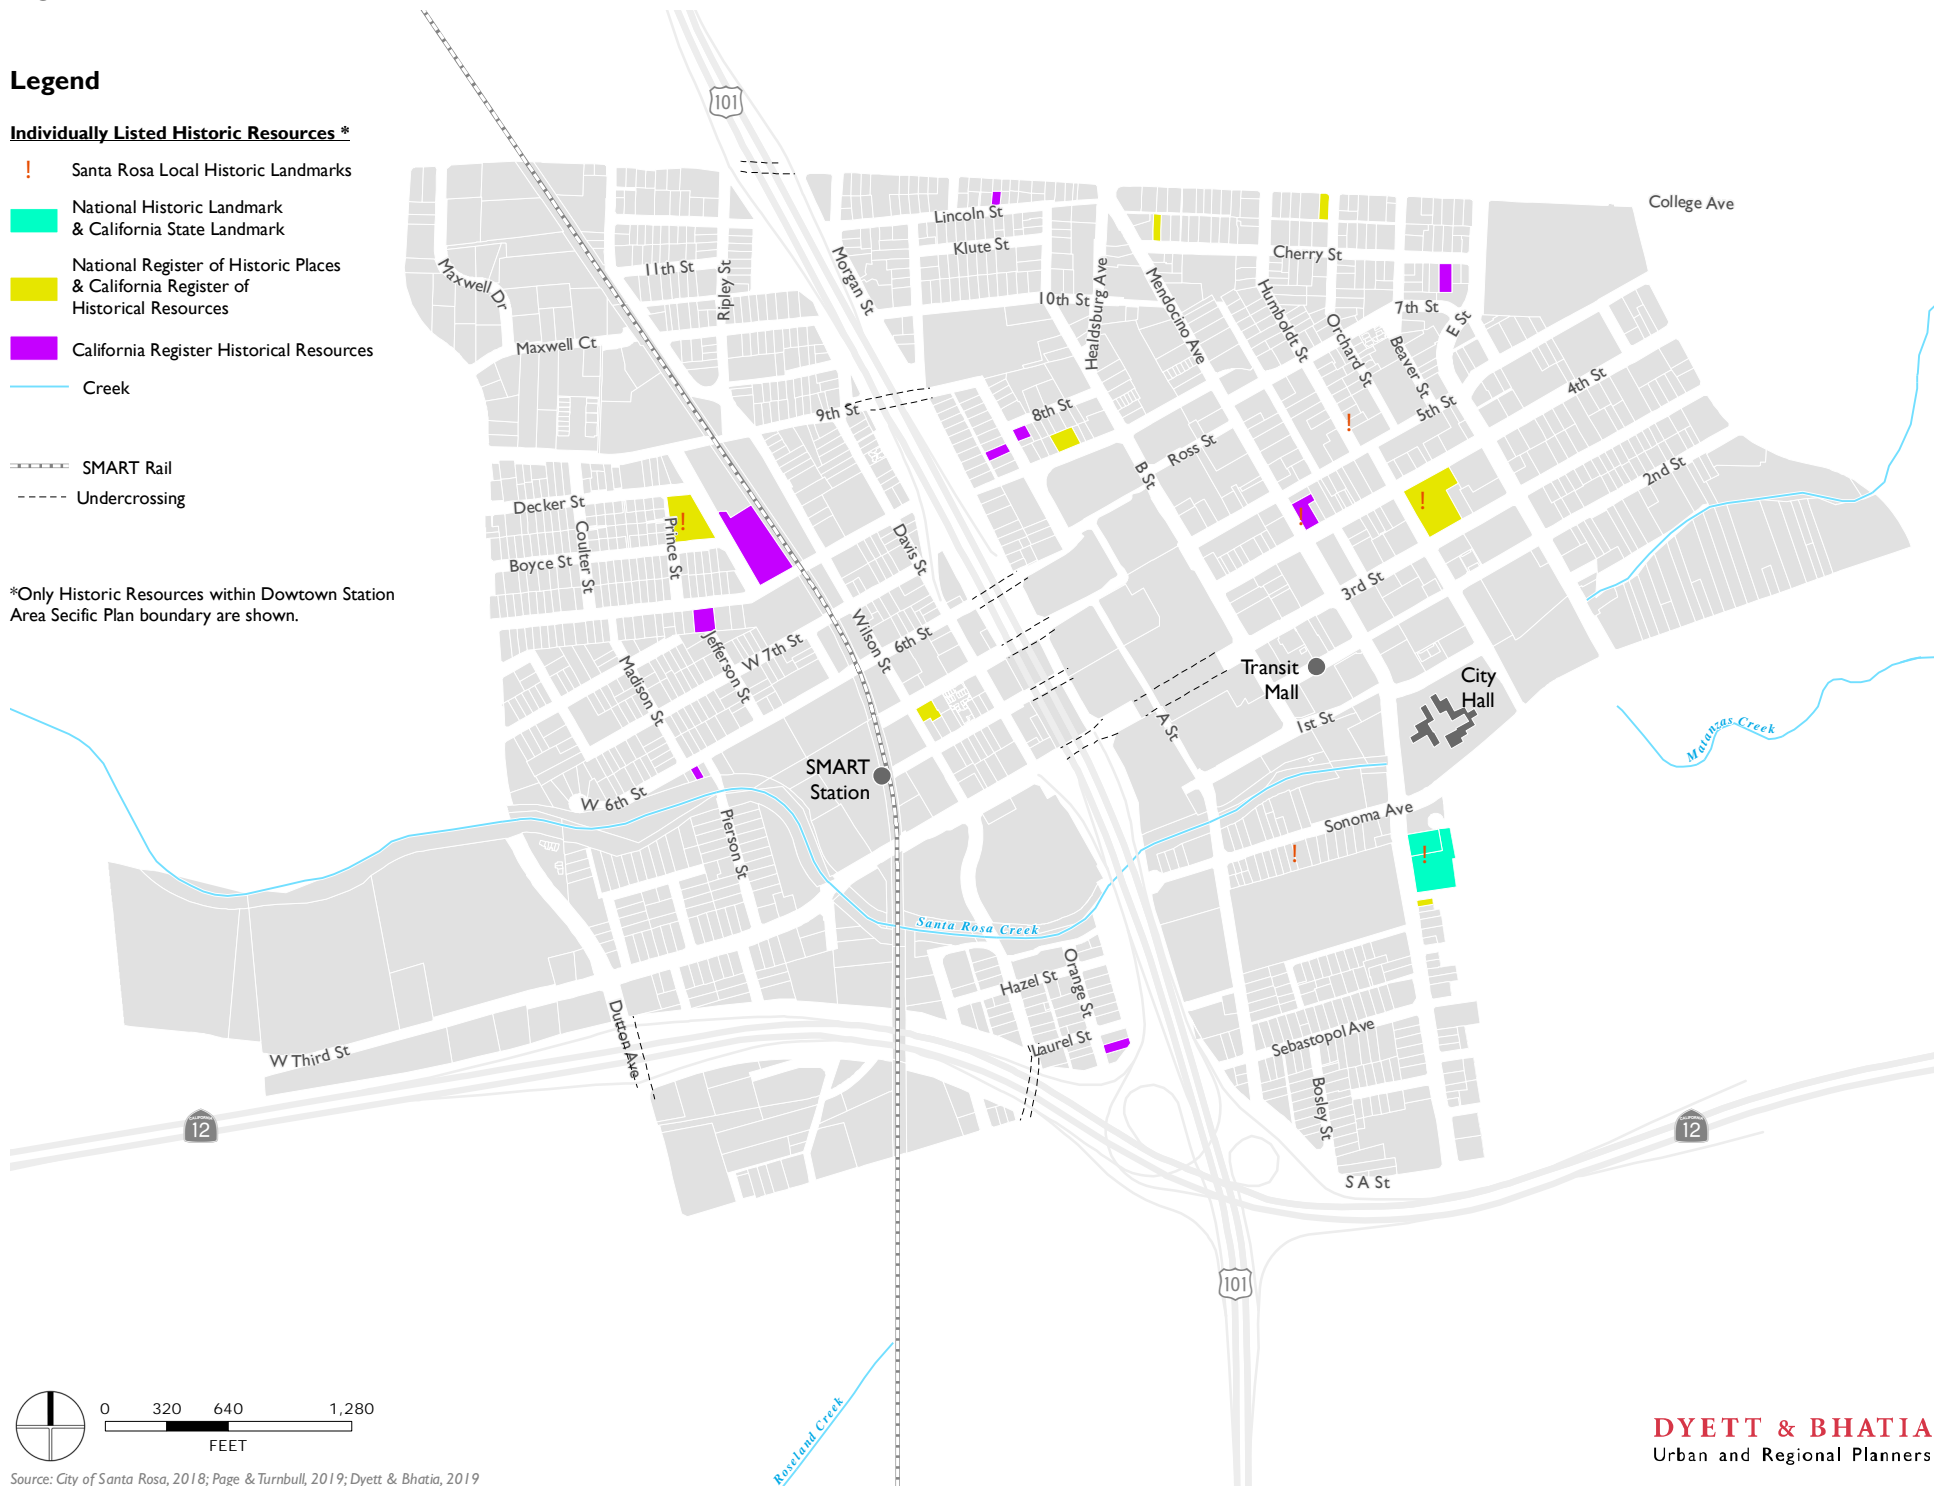 Legend
Individually Listed Historic Resources *
! Santa Rosa Local Historic Landmarks
National Historic Landmark
& California State Landmark
National Register of Historic Places
& California Register of
Historical Resources
California Register Historical Resources
Creek
SMART Rail
Undercrossing
*Only Historic Resources within Dowtown Station
Area Secific Plan boundary are shown.
101
College Ave
Lincoln St
Klute St
Cherry St
11th St
Ripley St
Morgan St
Maxwell Dr
10th St
Healdsburg Ave
Mendocino Ave
Humboldt St
Orchard St
7th St
E St
Beaver St
Maxwell Ct
9th St
8th St
5th St
4th St
!
Ross St
B St
2nd St
Decker St
Prince St
!
!
!
Coulter St
Boyce St
Davis St
3rd St
Wilson St
6th St
Jefferson St
W 7th St
Madison St
Transit
Mall
City
Hall
A St
1st St
Matanzas Creek
SMART
Station
W 6th St
Pierson St
Sonoma Ave
!
!
Santa Rosa Creek
Hazel St
Orange St
Dutton Ave
Laurel St
Sebastopol Ave
W Third St
Bosley St
CALIFORNIA
12
CALIFORNIA
12
S A St
101
Roseland Creek
0 320 640 1,280
FEET
DYETT & BHATIA
Urban and Regional Planners
Source: City of Santa Rosa, 2018; Page & Turnbull, 2019; Dyett & Bhatia, 2019